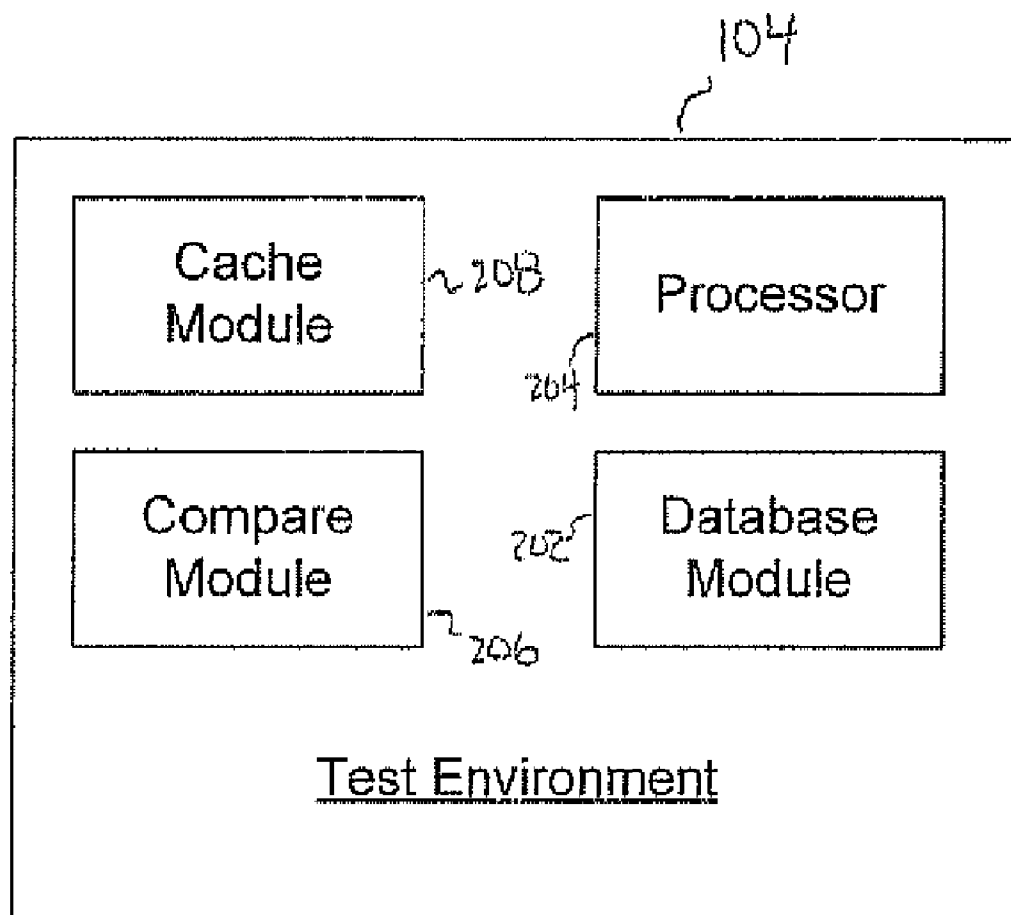 104
Cache
Module
208
Processor
204
Compare
Module
206
202
Database
Module
Test Environment